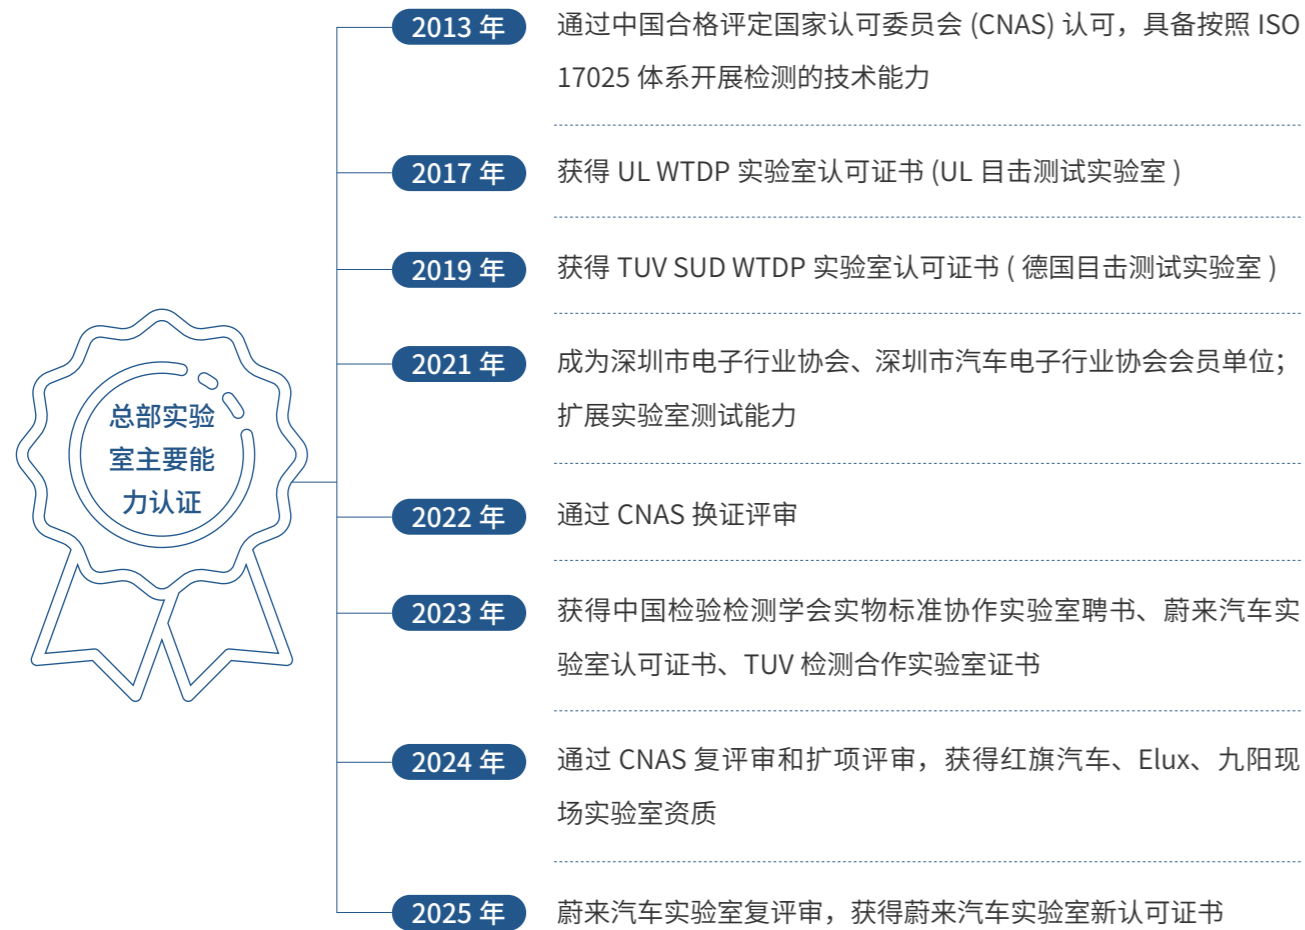 2013 年
通过中国合格评定国家认可委员会 (CNAS) 认可，具备按照 ISO
17025 体系开展检测的技术能力
2017 年
获得 UL WTDP 实验室认可证书 (UL 目击测试实验室 )
2019 年
获得 TUV SUD WTDP 实验室认可证书 ( 德国目击测试实验室 )
2021 年
成为深圳市电子行业协会、深圳市汽车电子行业协会会员单位；
扩展实验室测试能力
总部实验
室主要能
力认证
2022 年
通过 CNAS 换证评审
2023 年
获得中国检验检测学会实物标准协作实验室聘书、蔚来汽车实
验室认可证书、TUV 检测合作实验室证书
2024 年
通过 CNAS 复评审和扩项评审，获得红旗汽车、Elux、九阳现
场实验室资质
2025 年
蔚来汽车实验室复评审，获得蔚来汽车实验室新认可证书